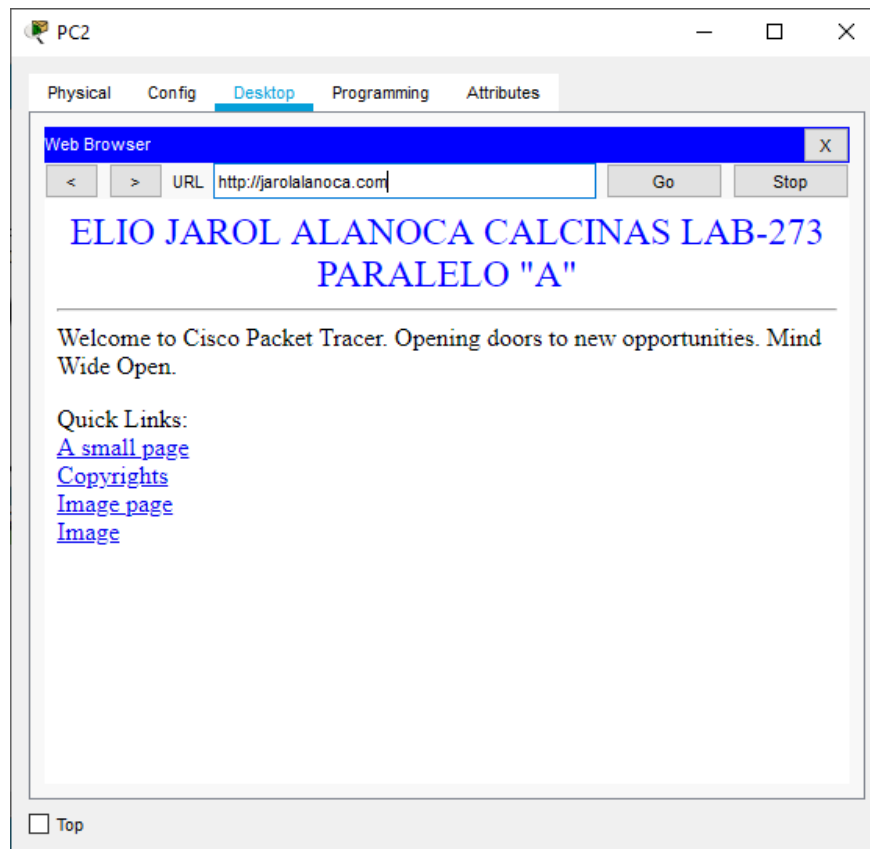 PC2
Physical Config Desktop Programming Attributes
Web Browser X
< > URL http://jarolalanoca.com Go Stop
ELIO JAROL ALANOCA CALCINAS LAB-273
PARALELO "A"
Welcome to Cisco Packet Tracer. Opening doors to new opportunities. Mind
Wide Open.
Quick Links:
A small page
Copyrights
Image page
Image
Top